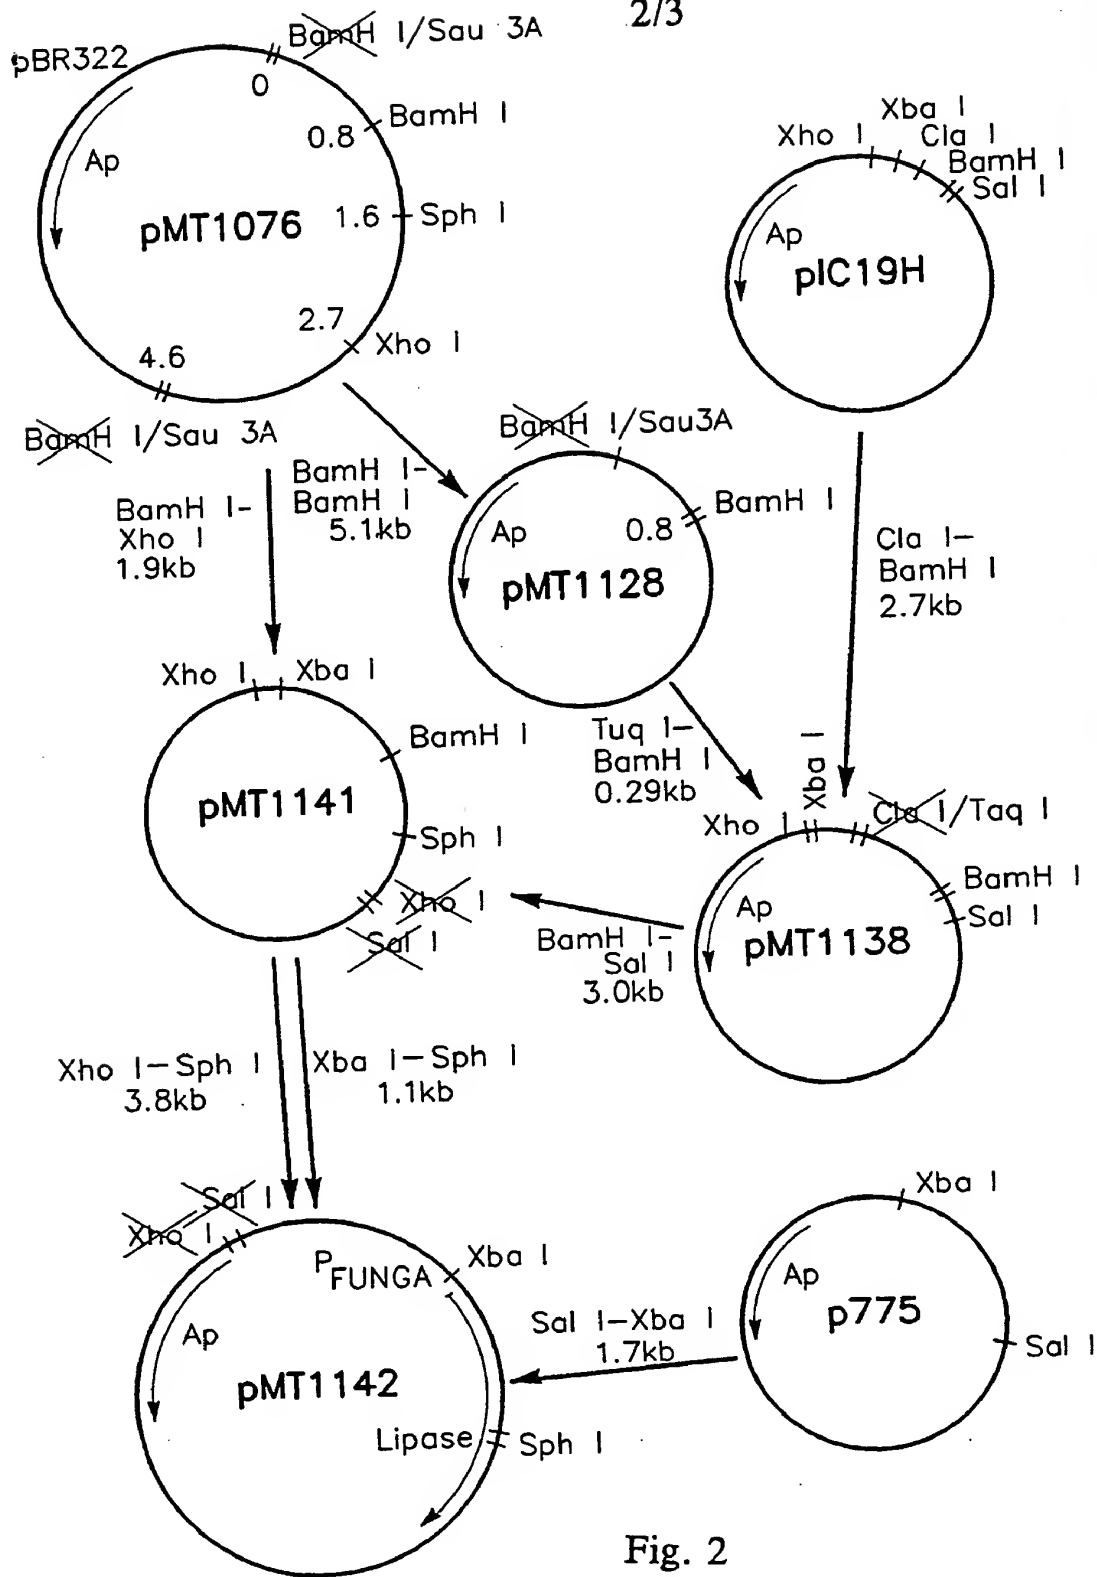 2/3
pBR322
BamH I/Sau 3A
0
0.8
BamH I
Ap
pMT1076
1.6
Sph I
2.7
Xho I
4.6
BamH I/Sau 3A
Xho I
Xba I
Cla I
BamH I
Sal I
Ap
pIC19H
BamH I-
Xho I
1.9kb
BamH I-
BamH I
5.1kb
BamH I/Sau3A
BamH I
0.8
Ap
pMT1128
Cla I-
BamH I
2.7kb
Xho I
Xba I
BamH I
pMT1141
Sph I
Xho I
Sal I
Tuq I-
BamH I
0.29kb
Xho I
Xba I
Cla I/Taq I
BamH I
Sal I
Ap
pMT1138
BamH I-
Sal I
3.0kb
Xho I-Sph I
3.8kb
Xba I-Sph I
1.1kb
Sal I
Xho I
PFUNGA
Xba I
Ap
pMT1142
Lipase
Sph I
Sal I-Xba I
1.7kb
Xba I
Ap
p775
Sal I
Fig. 2